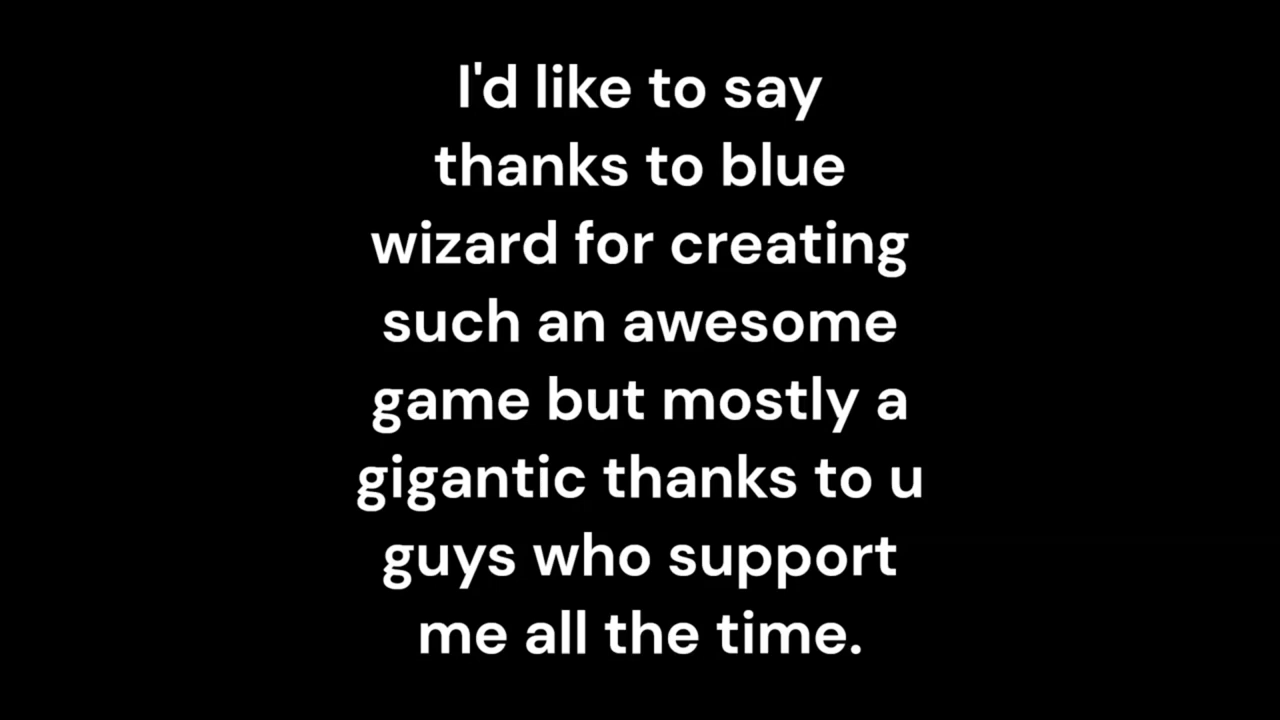 I'd like to say
thanks to blue
wizard for creating
such an awesome
game but mostly a
gigantic thanks to u
guys who support
me all the time.